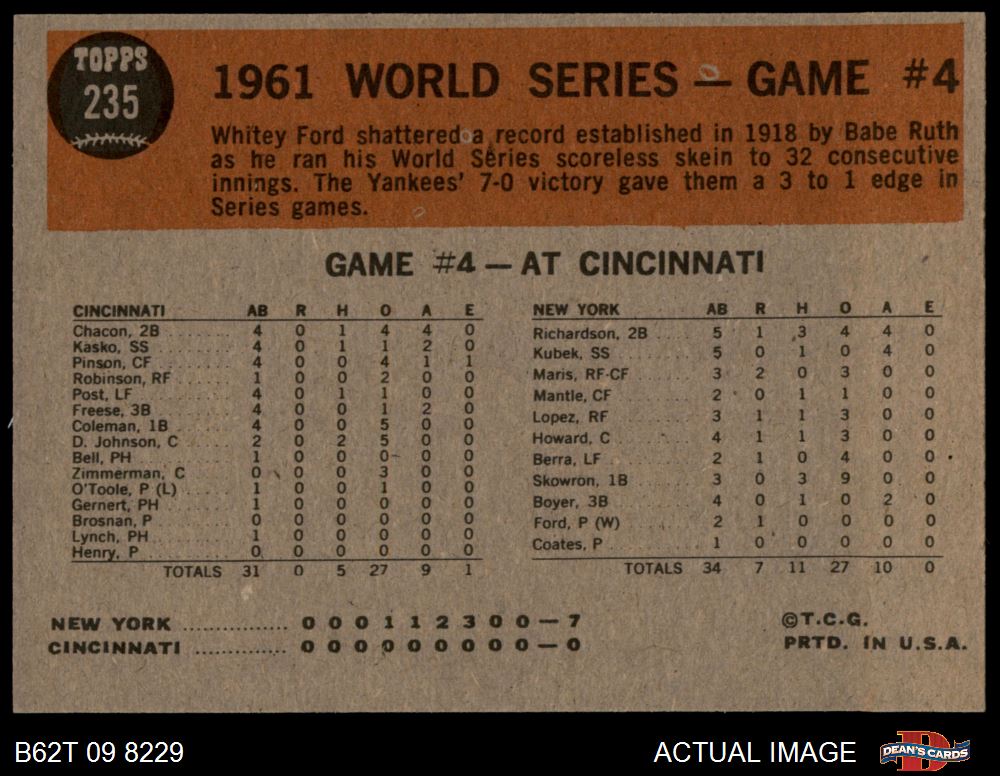 TOPPS
235
1961 WORLD SERIES — GAME #4
Whitey Ford shattered a record established in 1918 by Babe Ruth
as he ran his World Series scoreless skein to 32 consecutive
innings. The Yankees' 7-0 victory gave them a 3 to 1 edge in
Series games.
GAME #4 — AT CINCINNATI
CINCINNATI AB R H O A E
Chacon, 2B 4 0 1 4 4 0
Kasko, SS 4 0 1 1 2 0
Pinson, CF 4 0 0 4 1 1
Robinson, RF 1 0 0 2 0 0
Post, LF 4 0 1 1 0 0
Freese, 3B 4 0 0 1 2 0
Coleman, 1B 4 0 0 5 0 0
D. Johnson, C 2 0 2 5 0 0
Bell, PH 1 0 0 0 0 0
Zimmerman, C 0 0 0 3 0 0
O'Toole, P (L) 1 0 0 1 0 0
Gernert, PH 1 0 0 0 0 0
Brosnan, P 0 0 0 0 0 0
Lynch, PH 1 0 0 0 0 0
Henry, P 0 0 0 0 0 0
TOTALS 31 0 5 27 9 1
NEW YORK AB R H O A E
Richardson, 2B 5 1 3 4 4 0
Kubek, SS 5 0 1 0 4 0
Maris, RF-CF 3 2 0 3 0 0
Mantle, CF 2 0 1 1 0 0
Lopez, RF 3 1 1 3 0 0
Howard, C 4 1 1 3 0 0
Berra, LF 2 1 0 4 0 0
Skowron, 1B 3 0 3 9 0 0
Boyer, 3B 4 0 1 0 2 0
Ford, P (W) 2 1 0 0 0 0
Coates, P 1 0 0 0 0 0
TOTALS 34 7 11 27 10 0
NEW YORK ............... 0 0 0 1 1 2 3 0 0 — 7
CINCINNATI ............. 0 0 0 0 0 0 0 0 0 — 0
©T.C.G.
PRTD. IN U.S.A.
B62T 09 8229
ACTUAL IMAGE
DEAN'S CARDS